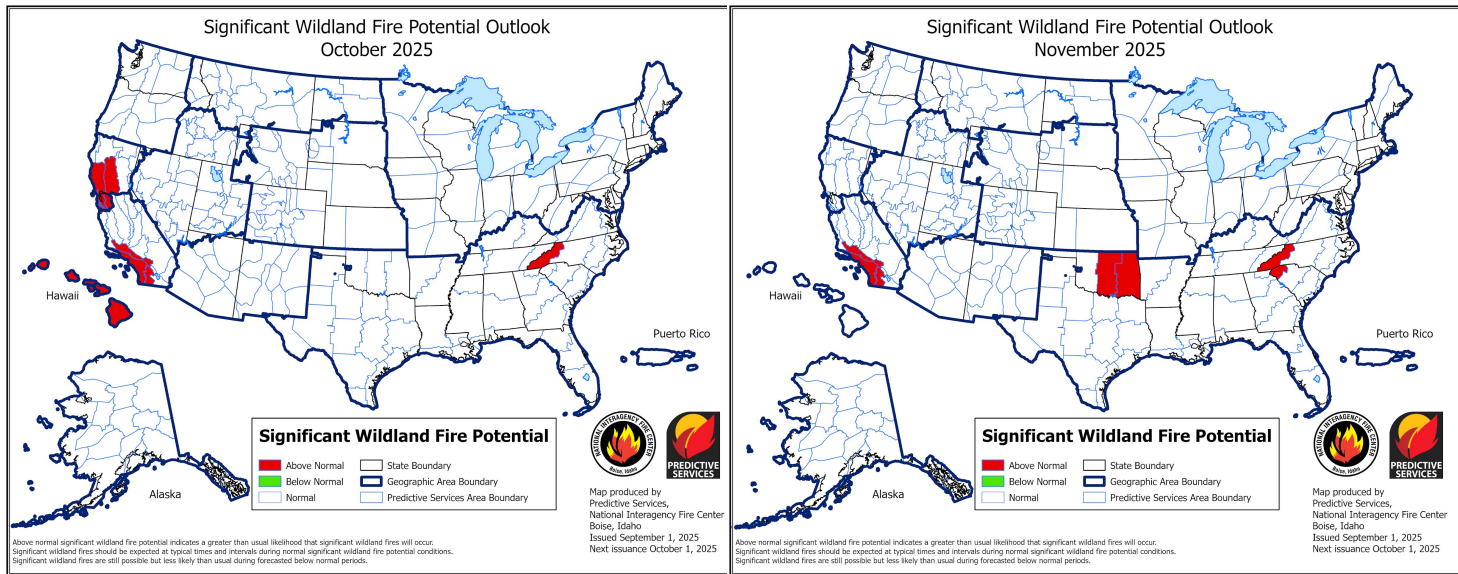 Significant Wildland Fire Potential Outlook
October 2025
Hawaii
Puerto Rico
Alaska
Significant Wildland Fire Potential
Above Normal
Below Normal
Normal
State Boundary
Geographic Area Boundary
Predictive Services Area Boundary
NATIONAL INTERAGENCY FIRE CENTER
Boise, Idaho
PREDICTIVE
SERVICES
Map produced by
Predictive Services,
National Interagency Fire Center
Boise, Idaho
Issued September 1, 2025
Next issuance October 1, 2025
Above normal significant wildland fire potential indicates a greater than usual likelihood that significant wildland fires will occur.
Significant wildland fires should be expected at typical times and intervals during normal significant wildland fire potential conditions.
Significant wildland fires are still possible but less likely than usual during forecasted below normal periods.
Significant Wildland Fire Potential Outlook
November 2025
Hawaii
Puerto Rico
Alaska
Significant Wildland Fire Potential
Above Normal
Below Normal
Normal
State Boundary
Geographic Area Boundary
Predictive Services Area Boundary
NATIONAL INTERAGENCY FIRE CENTER
Boise, Idaho
PREDICTIVE
SERVICES
Map produced by
Predictive Services,
National Interagency Fire Center
Boise, Idaho
Issued September 1, 2025
Next issuance October 1, 2025
Above normal significant wildland fire potential indicates a greater than usual likelihood that significant wildland fires will occur.
Significant wildland fires should be expected at typical times and intervals during normal significant wildland fire potential conditions.
Significant wildland fires are still possible but less likely than usual during forecasted below normal periods.